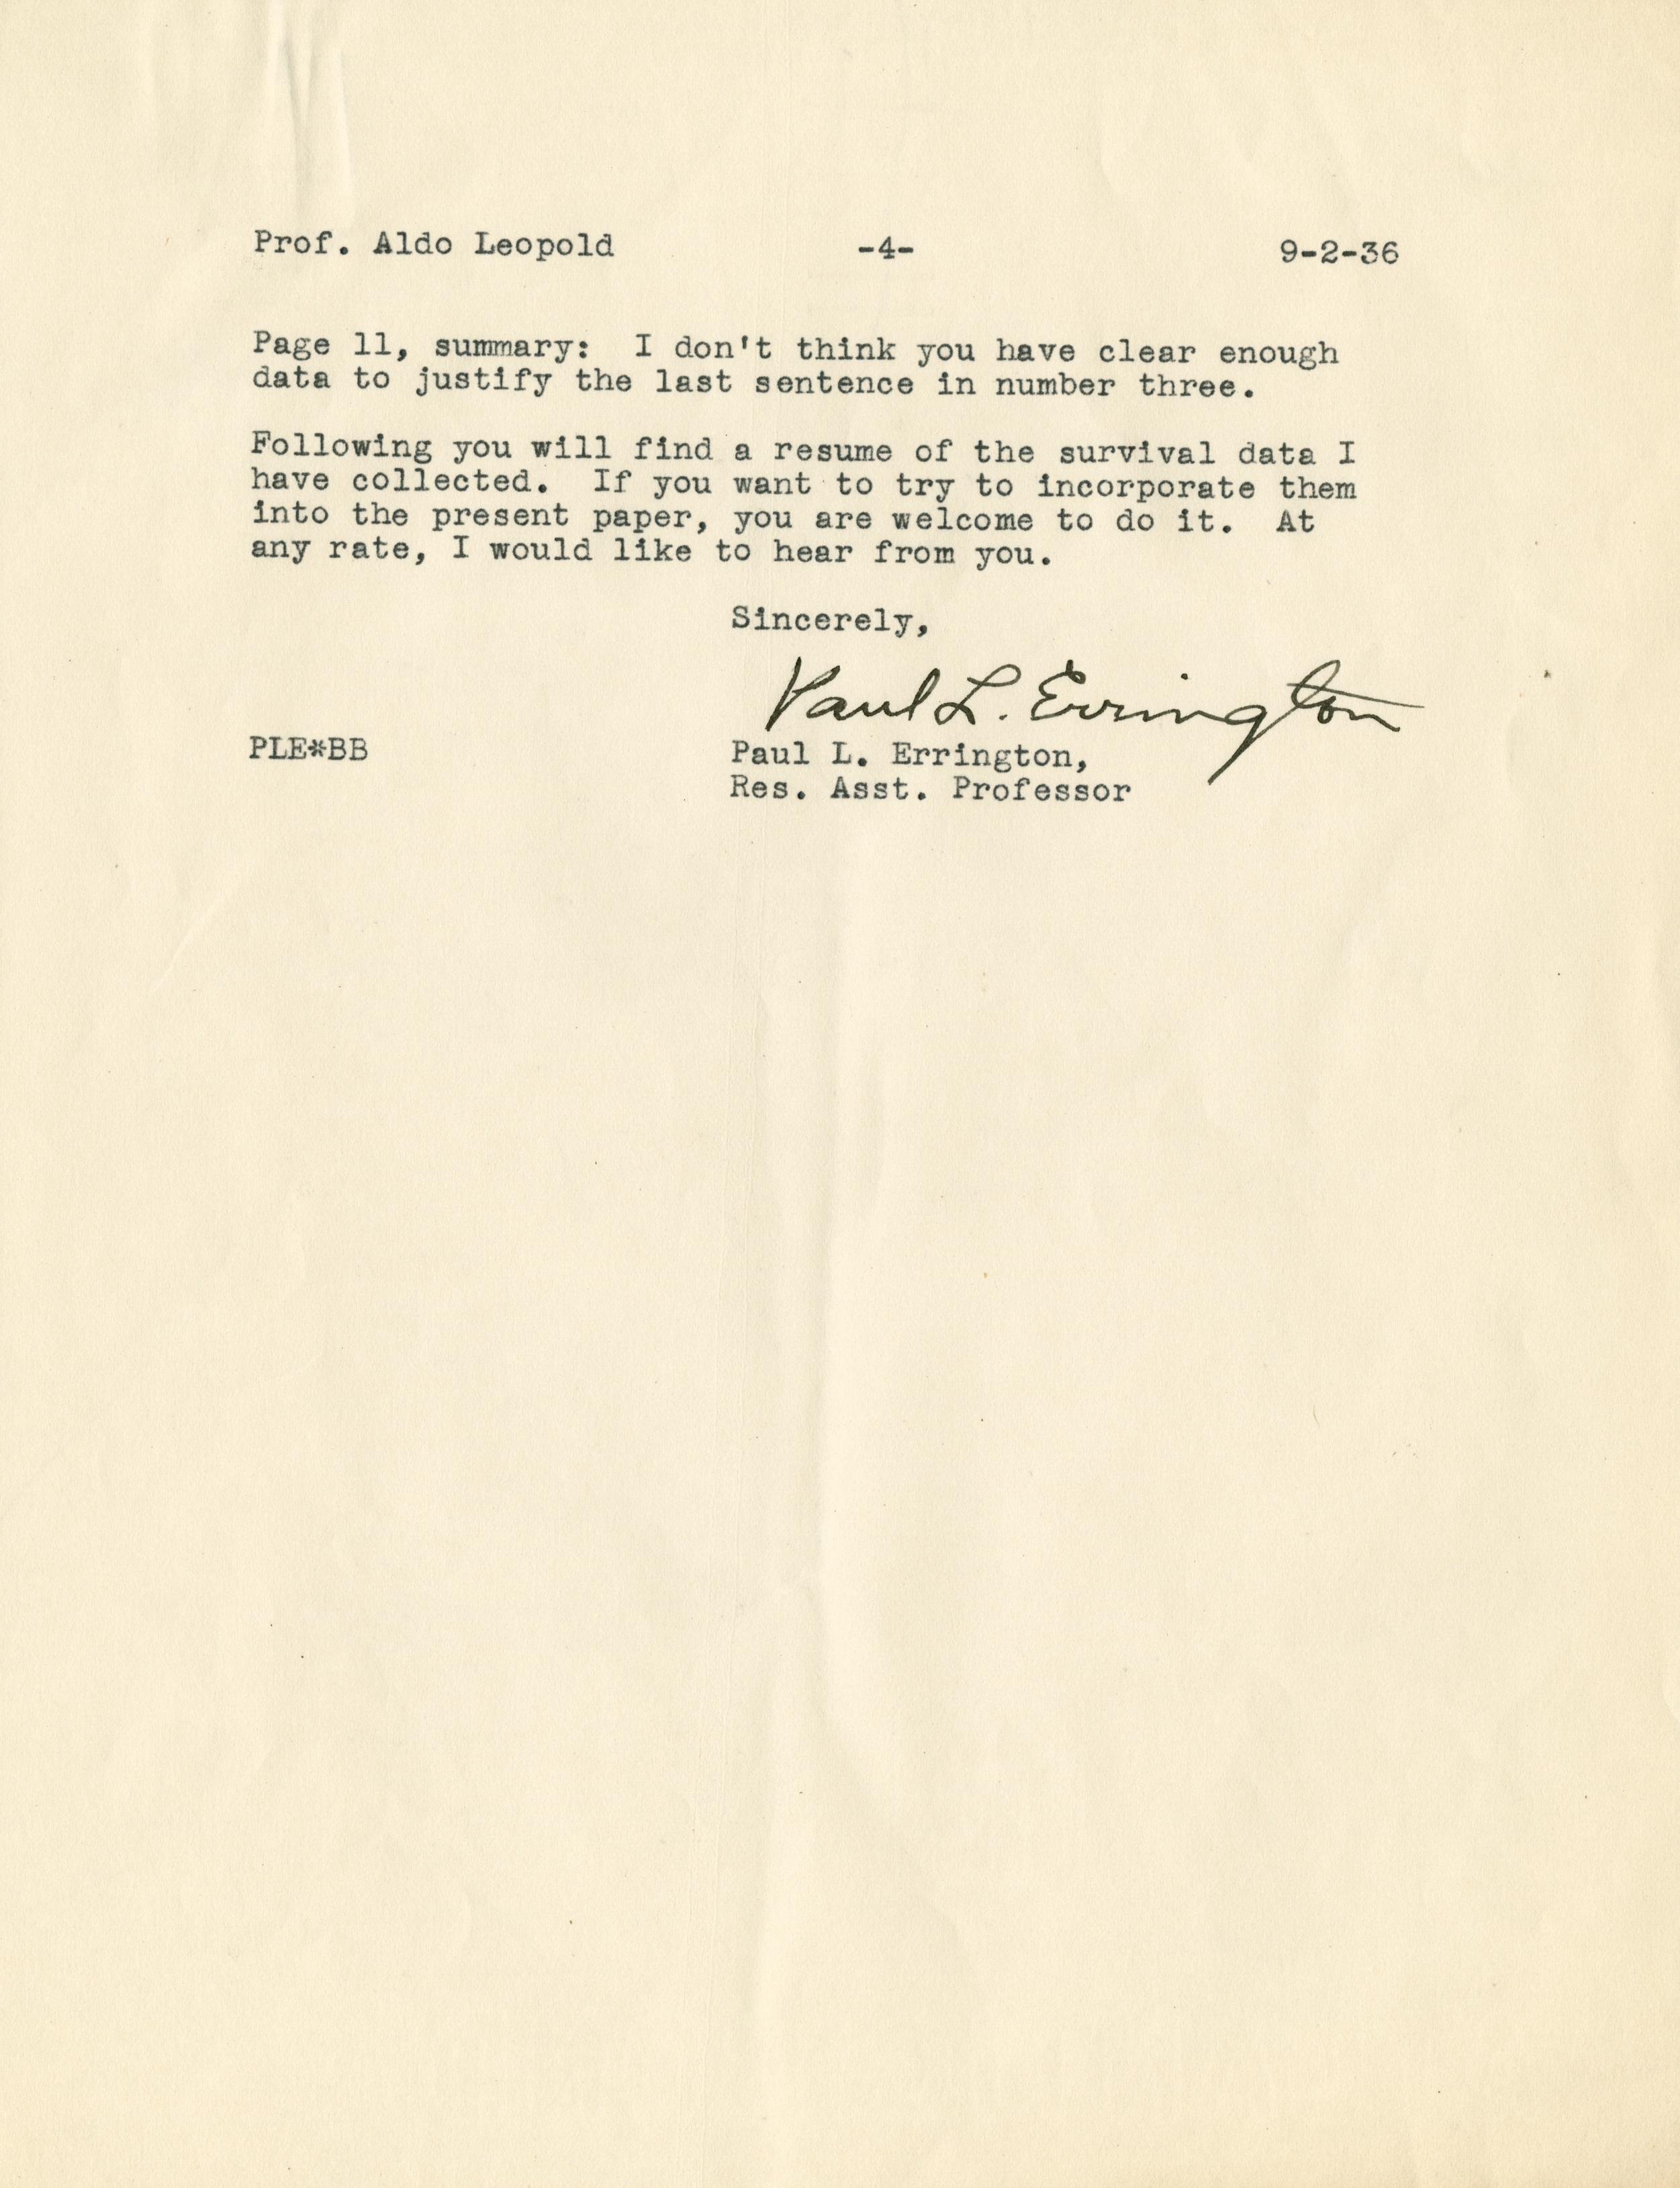 Prof. Aldo Leopold -4- 9-2-36
Page 11, summary: I don't think you have clear enough
data to justify the last sentence in number three.
Following you will find a resume of the survival data I
have collected. If you want to try to incorporate them
into the present paper, you are welcome to do it. At
any rate, I would like to hear from you.
Sincerely,
Paul L. Errington
PLE*BB Paul L. Errington,
Res. Asst. Professor